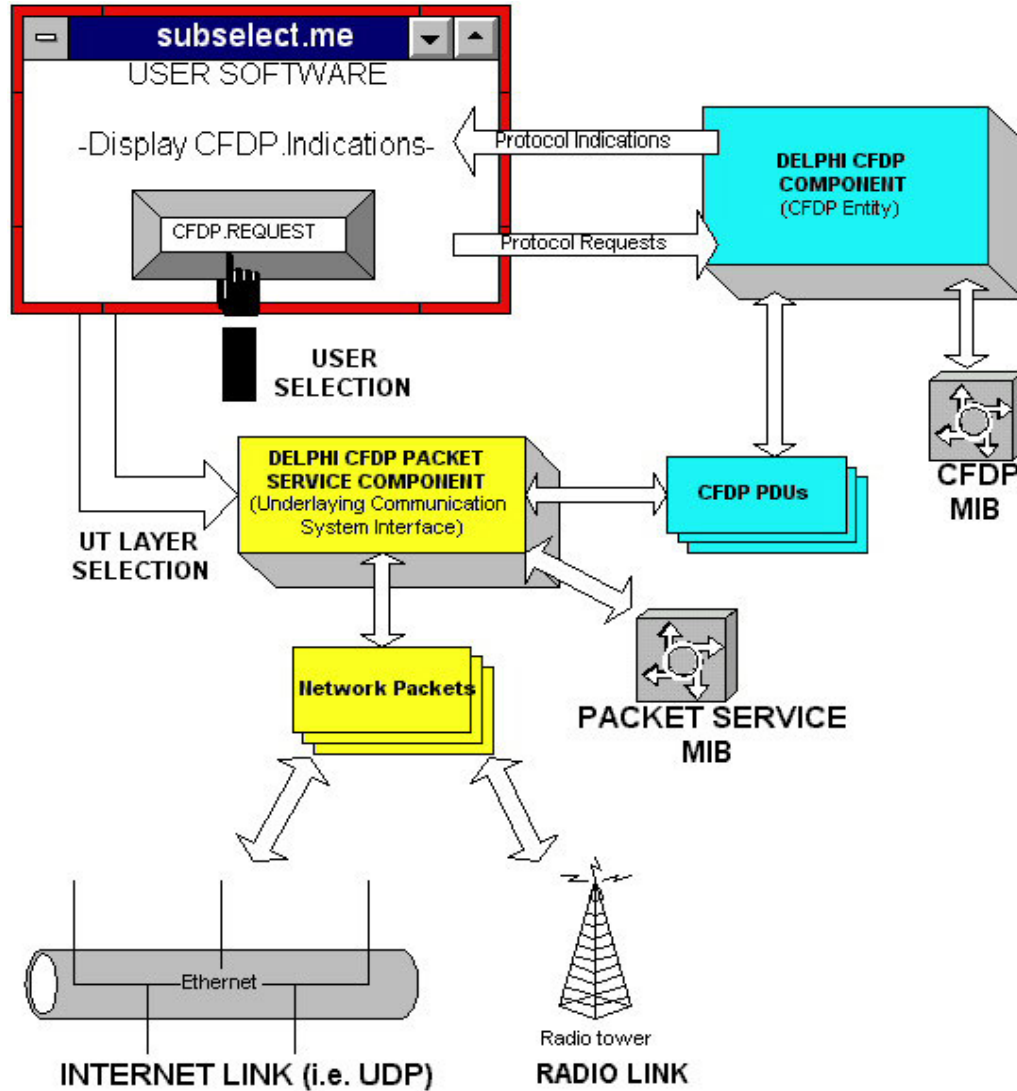 subselect.me
USER SOFTWARE
-Display CFDP.Indications-
CFDP.REQUEST
Protocol Indications
Protocol Requests
DELPHI CFDP
COMPONENT
(CFDP Entity)
USER
SELECTION
CFDP
MIB
DELPHI CFDP PACKET
SERVICE COMPONENT
(Underlaying Communication
System Interface)
CFDP PDUs
UT LAYER
SELECTION
Network Packets
PACKET SERVICE
MIB
Ethernet
INTERNET LINK (i.e. UDP)
Radio tower
RADIO LINK